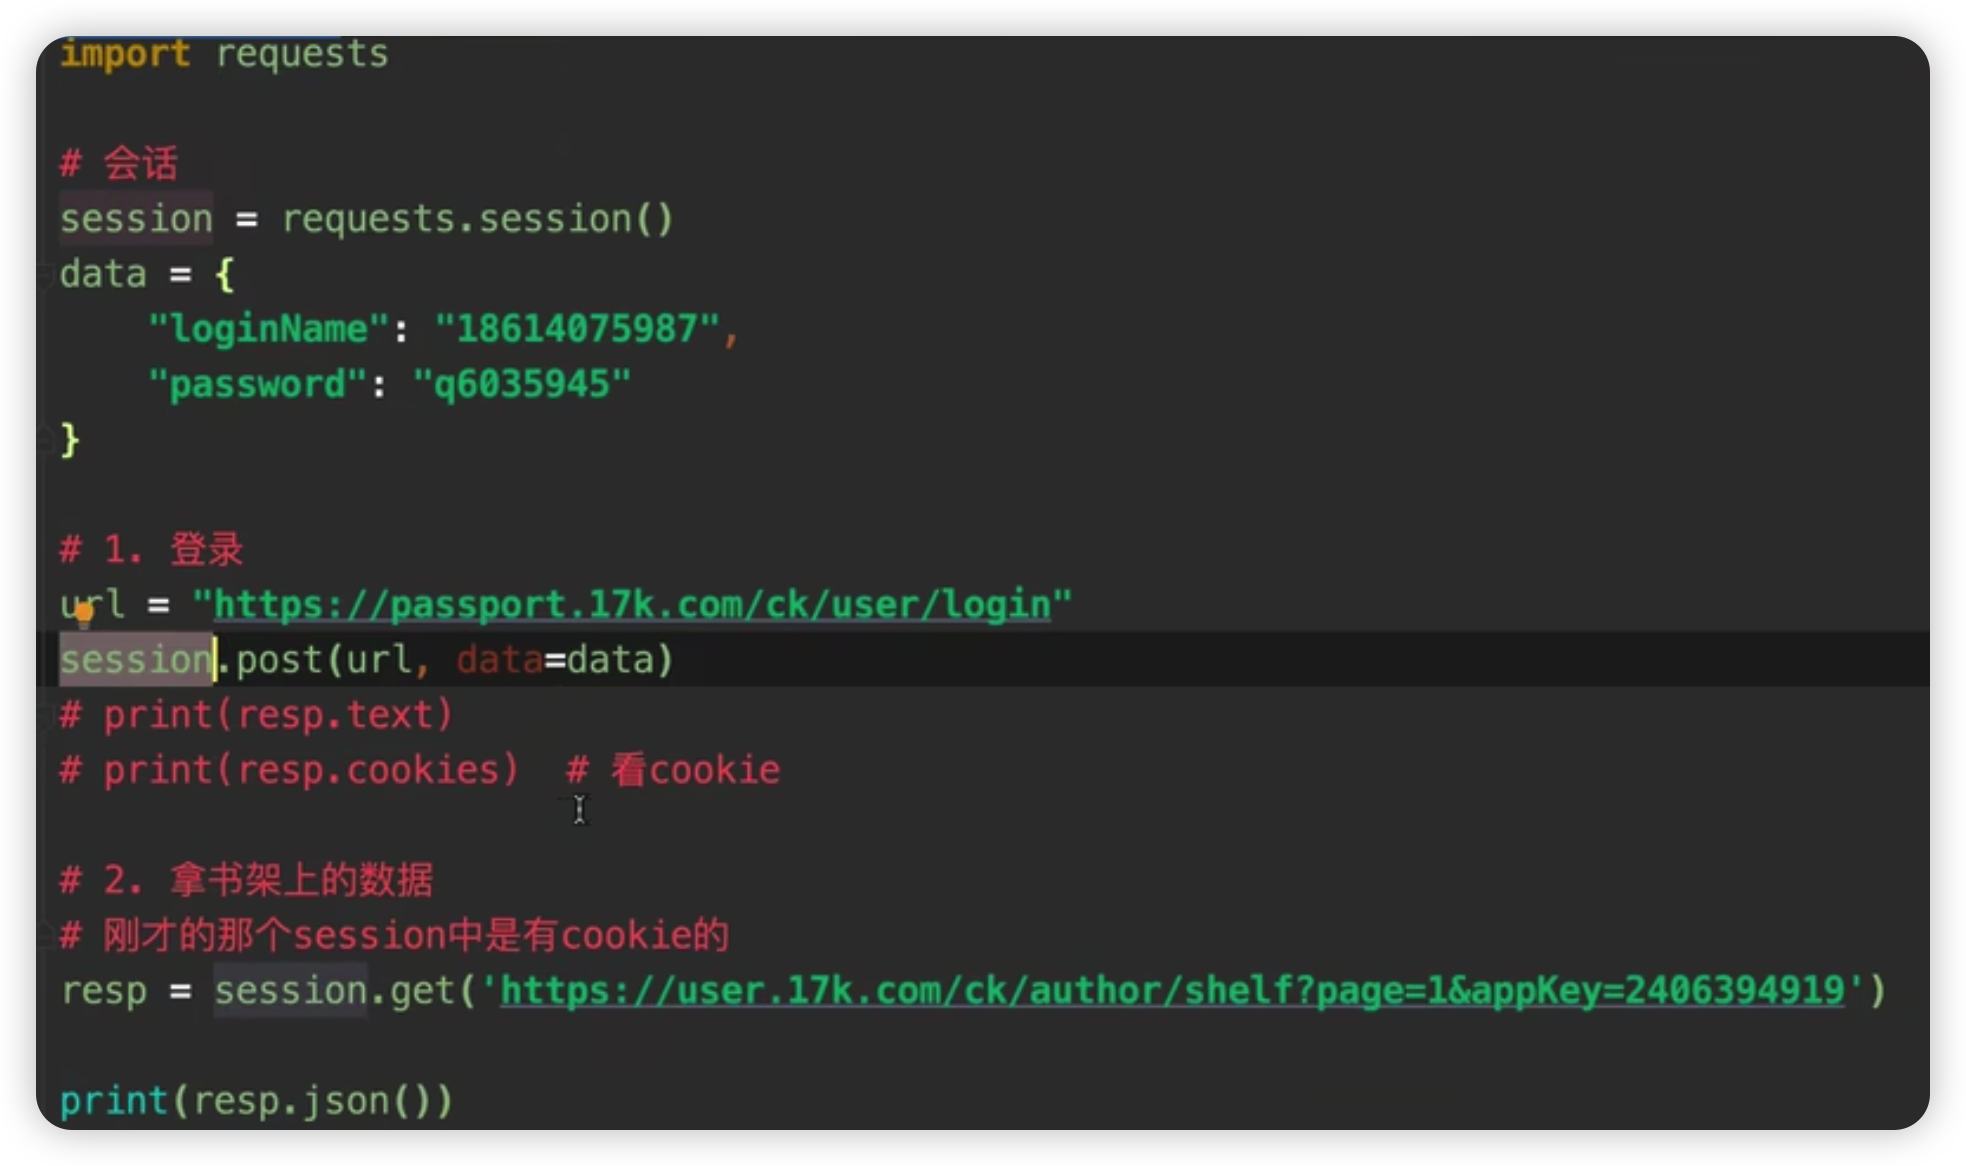 import requests
# 会话
session = requests.session()
data = {
"loginName": "18614075987",
"password": "q6035945"
}
# 1. 登录
url = "https://passport.17k.com/ck/user/login"
session.post(url, data=data)
# print(resp.text)
# print(resp.cookies)  # 看cookie
# 2. 拿书架上的数据
# 刚才的那个session中是有cookie的
resp = session.get('https://user.17k.com/ck/author/shelf?page=1&appKey=2406394919')
print(resp.json())